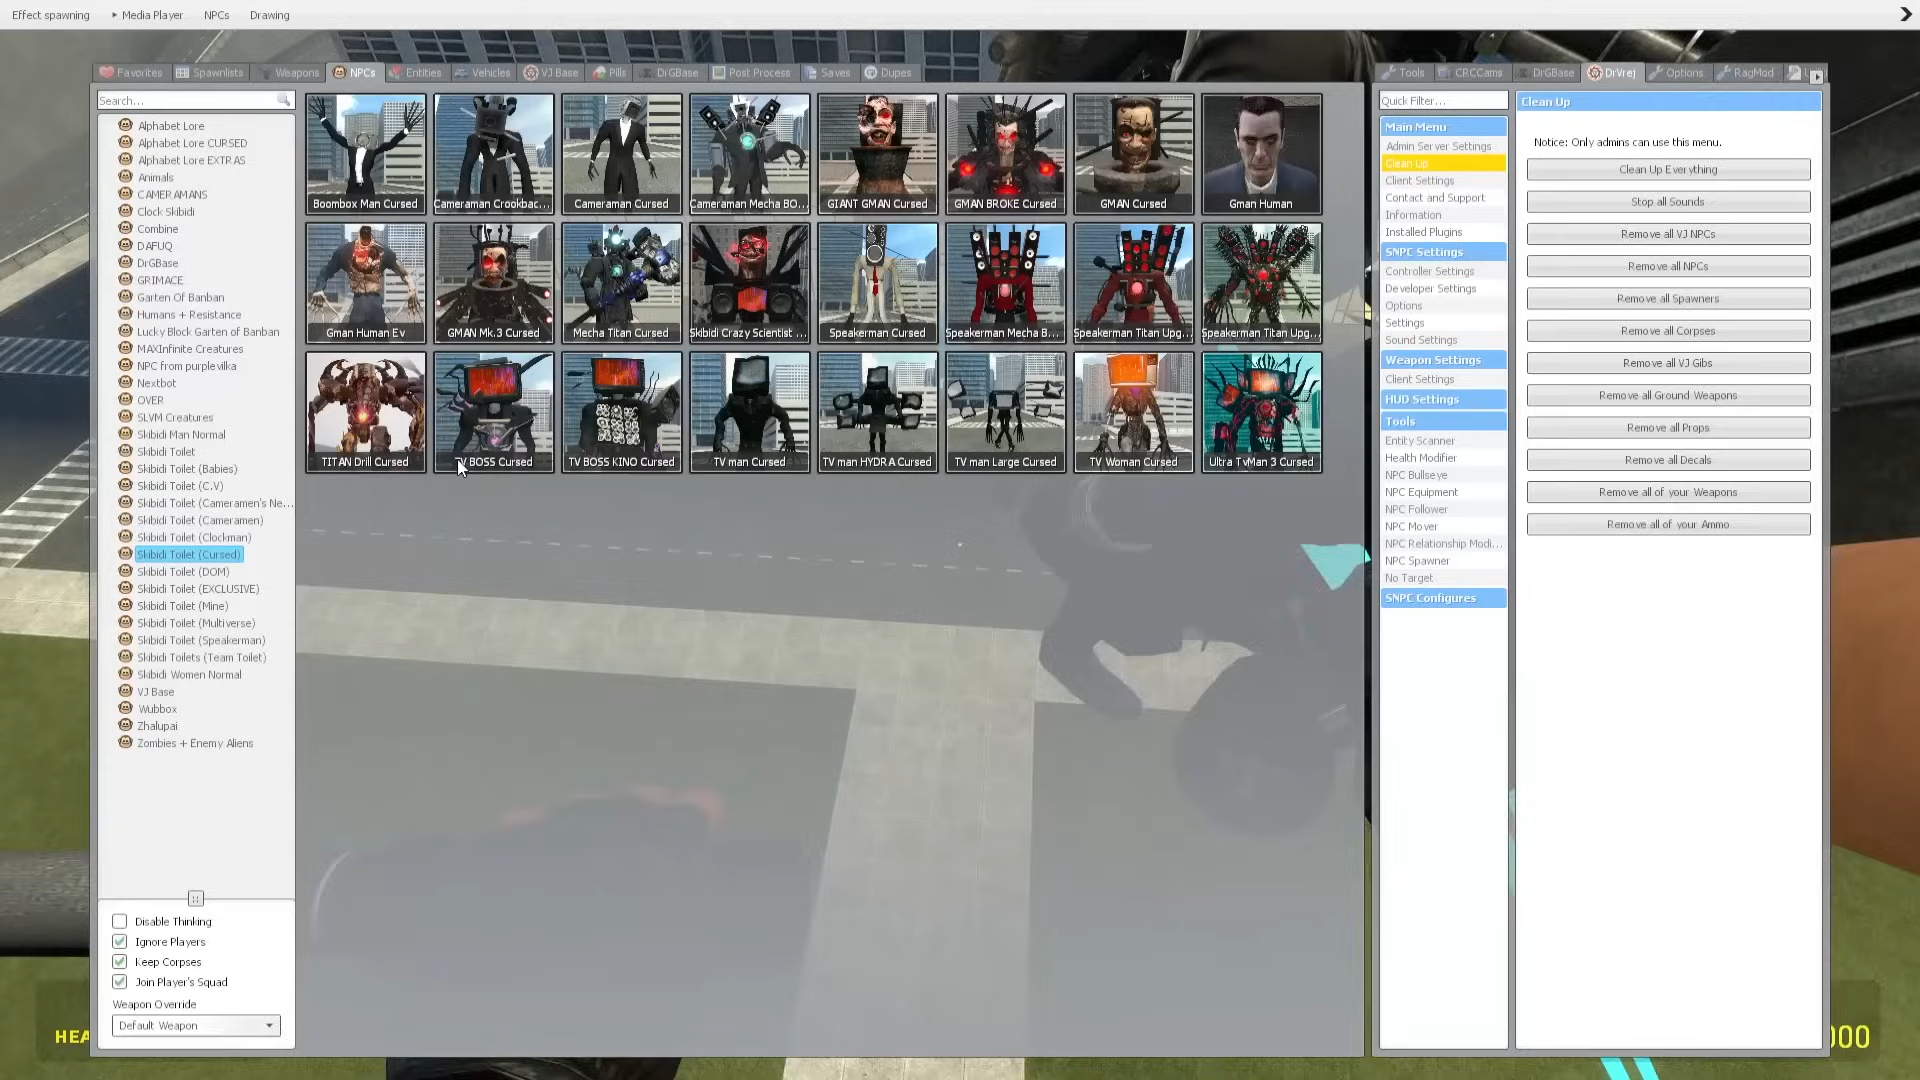 Effect spawning
Media Player
NPCs
Drawing
Favorites
Spawnlists
Weapons
NPCs
Entities
Vehicles
VJ Base
Pills
DrGBase
Post Process
Saves
Dupes
Search...
Alphabet Lore
Alphabet Lore CURSED
Alphabet Lore EXTRAS
Animals
CAMERAMANS
Clock Skibidi
Combine
DAFUQ
DrGBase
GRIMACE
Garten Of Banban
Humans + Resistance
Lucky Block Garten of Banban
MAXInfinite Creatures
NPC from purplevilka
Nextbot
OVER
SLVM Creatures
Skibidi Man Normal
Skibidi Toilet
Skibidi Toilet (Babies)
Skibidi Toilet (C.V)
Skibidi Toilet (Cameramen's Ne...
Skibidi Toilet (Cameramen)
Skibidi Toilet (Clockman)
Skibidi Toilet (Cursed)
Skibidi Toilet (DOM)
Skibidi Toilet (EXCLUSIVE)
Skibidi Toilet (Mine)
Skibidi Toilet (Multiverse)
Skibidi Toilet (Speakerman)
Skibidi Toilets (Team Toilet)
Skibidi Women Normal
VJ Base
Wubbox
Zhalupai
Zombies + Enemy Aliens
Disable Thinking
Ignore Players
Keep Corpses
Join Player's Squad
Weapon Override
Default Weapon
Boombox Man Cursed
Cameraman Crookbac...
Cameraman Cursed
Cameraman Mecha BO...
GIANT GMAN Cursed
GMAN BROKE Cursed
GMAN Cursed
Gman Human
Gman Human Ev
GMAN Mk.3 Cursed
Mecha Titan Cursed
Skibidi Crazy Scientist ...
Speakerman Cursed
Speakerman Mecha B...
Speakerman Titan Upg...
Speakerman Titan Upg...
TITAN Drill Cursed
TV BOSS Cursed
TV BOSS KINO Cursed
TV man Cursed
TV man HYDRA Cursed
TV man Large Cursed
TV Woman Cursed
Ultra TvMan 3 Cursed
Tools
CRCCams
DrGBase
DrVrej
Options
RagMod
Quick Filter...
Main Menu
Admin Server Settings
Clean Up
Client Settings
Contact and Support
Information
Installed Plugins
SNPC Settings
Controller Settings
Developer Settings
Options
Settings
Sound Settings
Weapon Settings
Client Settings
HUD Settings
Tools
Entity Scanner
Health Modifier
NPC Bullseye
NPC Equipment
NPC Follower
NPC Mover
NPC Relationship Modi...
NPC Spawner
No Target
SNPC Configures
Clean Up
Notice: Only admins can use this menu.
Clean Up Everything
Stop all Sounds
Remove all VJ NPCs
Remove all NPCs
Remove all Spawners
Remove all Corpses
Remove all VJ Gibs
Remove all Ground Weapons
Remove all Props
Remove all Decals
Remove all of your Weapons
Remove all of your Ammo
HEA
000